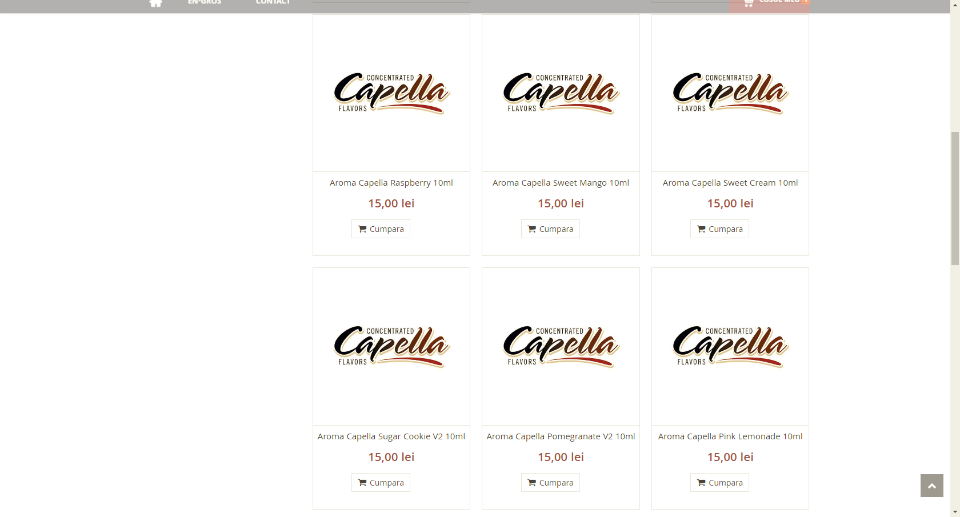 EN-GROS CONTACT COSUL MEU
CONCENTRATED Capella FLAVORS
CONCENTRATED Capella FLAVORS
CONCENTRATED Capella FLAVORS
Aroma Capella Raspberry 10ml
15,00 lei
Cumpara
Aroma Capella Sweet Mango 10ml
15,00 lei
Cumpara
Aroma Capella Sweet Cream 10ml
15,00 lei
Cumpara
CONCENTRATED Capella FLAVORS
CONCENTRATED Capella FLAVORS
CONCENTRATED Capella FLAVORS
Aroma Capella Sugar Cookie V2 10ml
15,00 lei
Cumpara
Aroma Capella Pomegranate V2 10ml
15,00 lei
Cumpara
Aroma Capella Pink Lemonade 10ml
15,00 lei
Cumpara